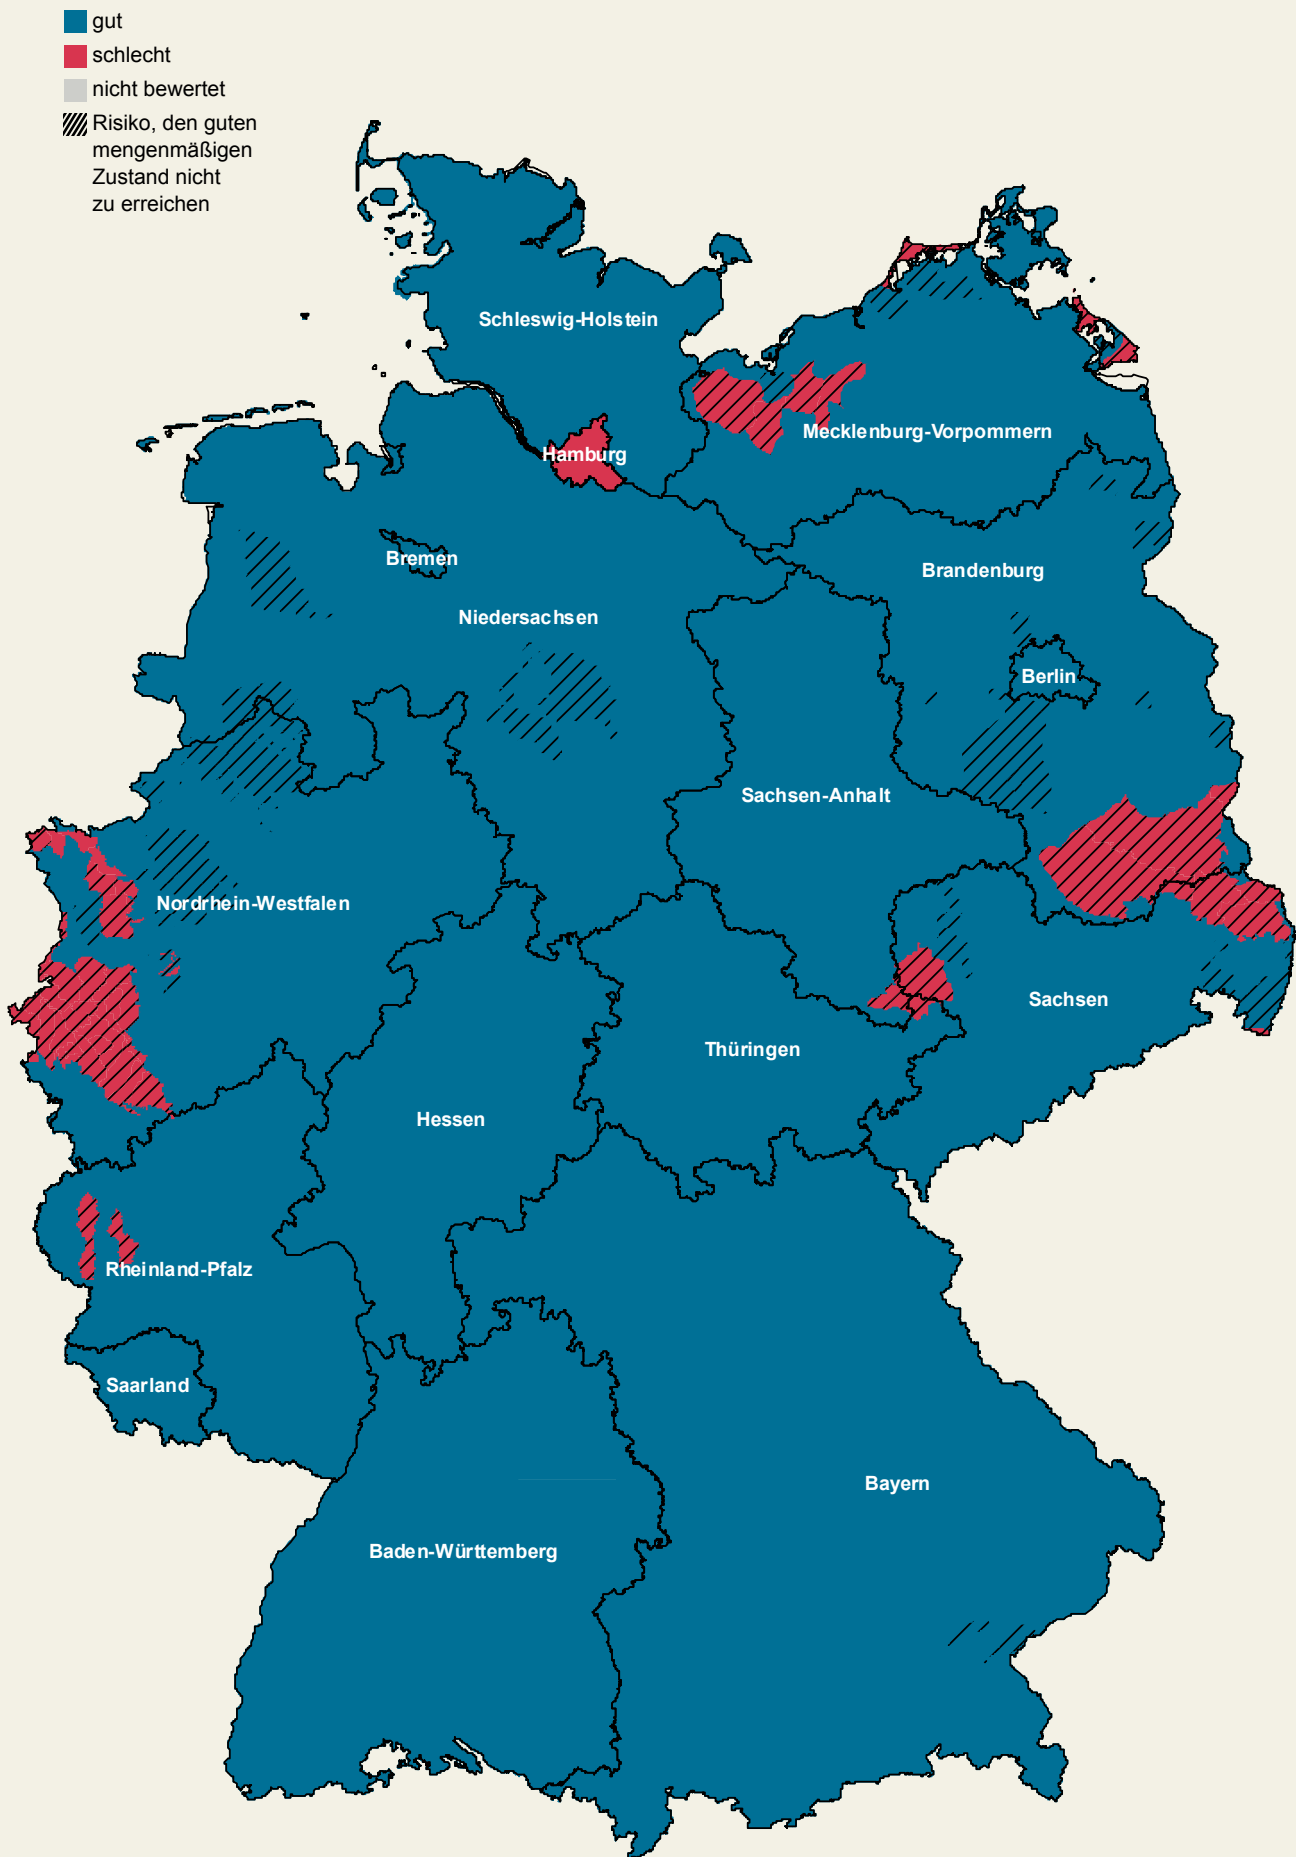 gut
schlecht
nicht bewertet
Risiko, den guten
mengenmäßigen
Zustand nicht
zu erreichen
Schleswig-Holstein
Mecklenburg-Vorpommern
Hamburg
Bremen
Brandenburg
Niedersachsen
Berlin
Sachsen-Anhalt
Nordrhein-Westfalen
Sachsen
Thüringen
Hessen
Rheinland-Pfalz
Saarland
Bayern
Baden-Württemberg